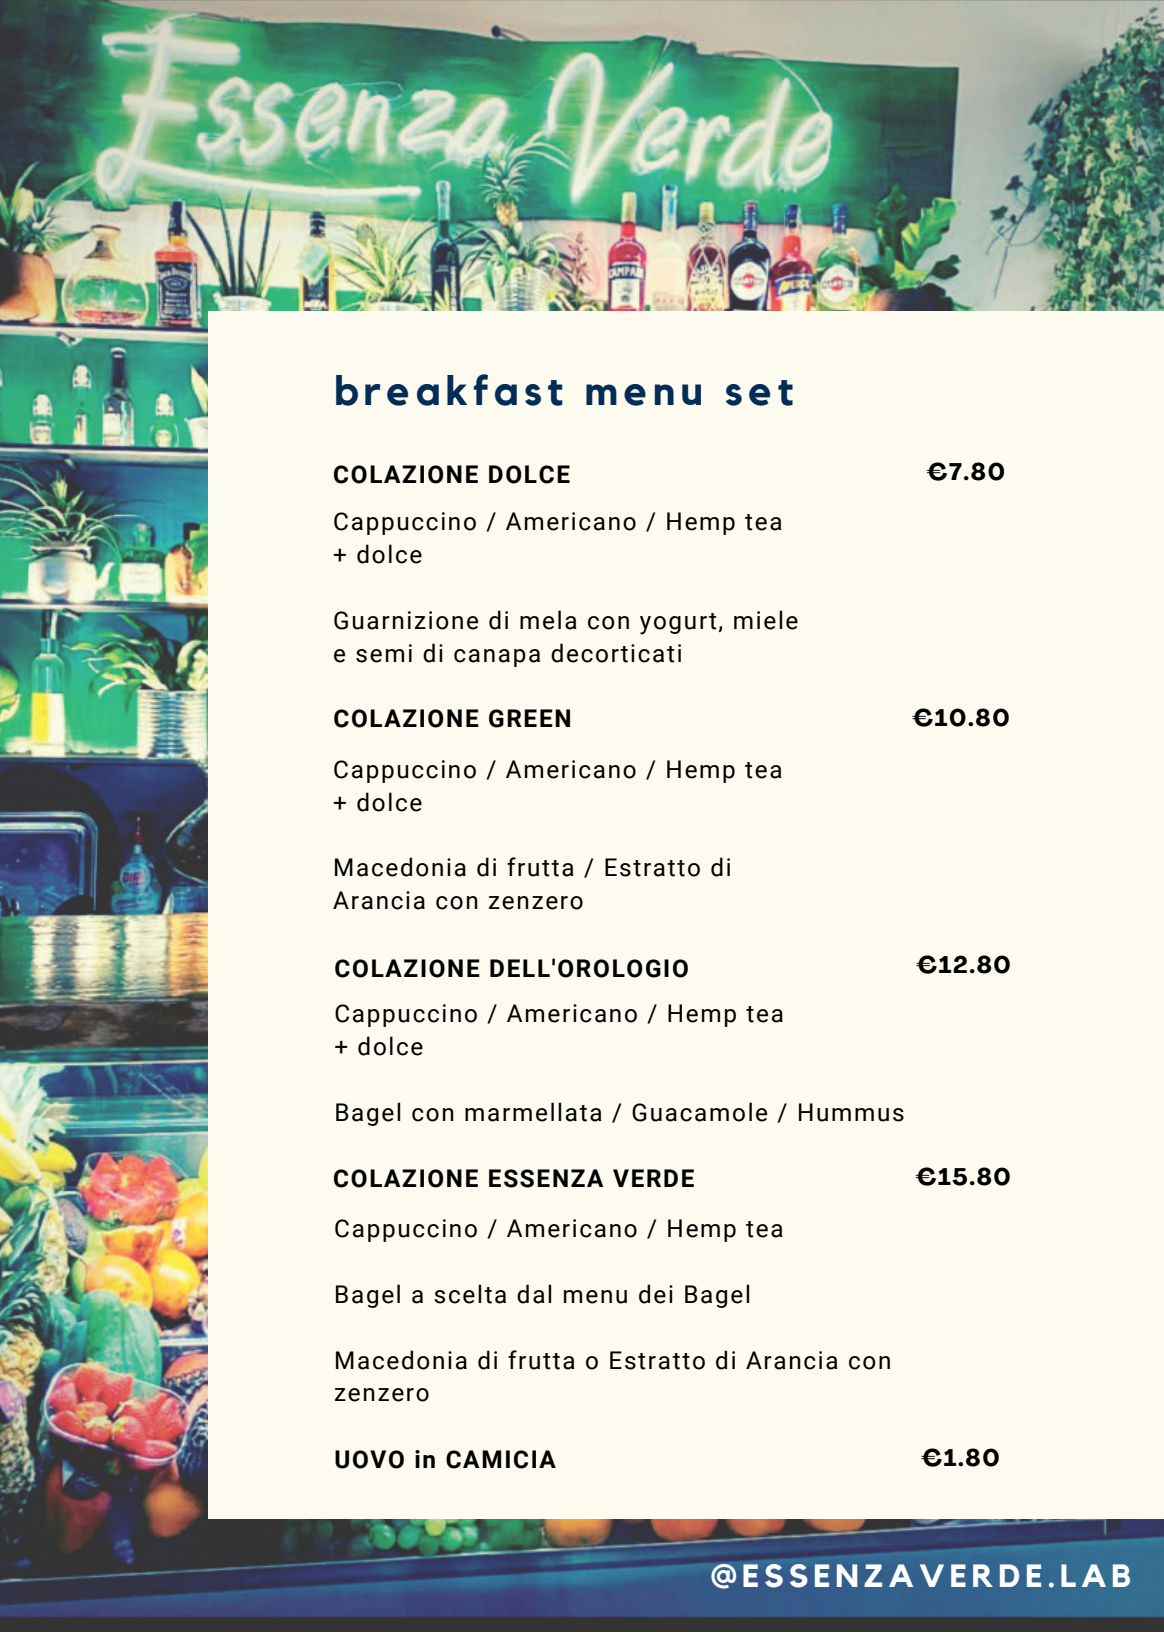 Essenza Verde
CAMPARI
breakfast menu set
COLAZIONE DOLCE €7.80
Cappuccino / Americano / Hemp tea
+ dolce
Guarnizione di mela con yogurt, miele
e semi di canapa decorticati
COLAZIONE GREEN €10.80
Cappuccino / Americano / Hemp tea
+ dolce
Macedonia di frutta / Estratto di
Arancia con zenzero
COLAZIONE DELL'OROLOGIO €12.80
Cappuccino / Americano / Hemp tea
+ dolce
Bagel con marmellata / Guacamole / Hummus
COLAZIONE ESSENZA VERDE €15.80
Cappuccino / Americano / Hemp tea
Bagel a scelta dal menu dei Bagel
Macedonia di frutta o Estratto di Arancia con
zenzero
UOVO in CAMICIA €1.80
@ESSENZAVERDE.LAB